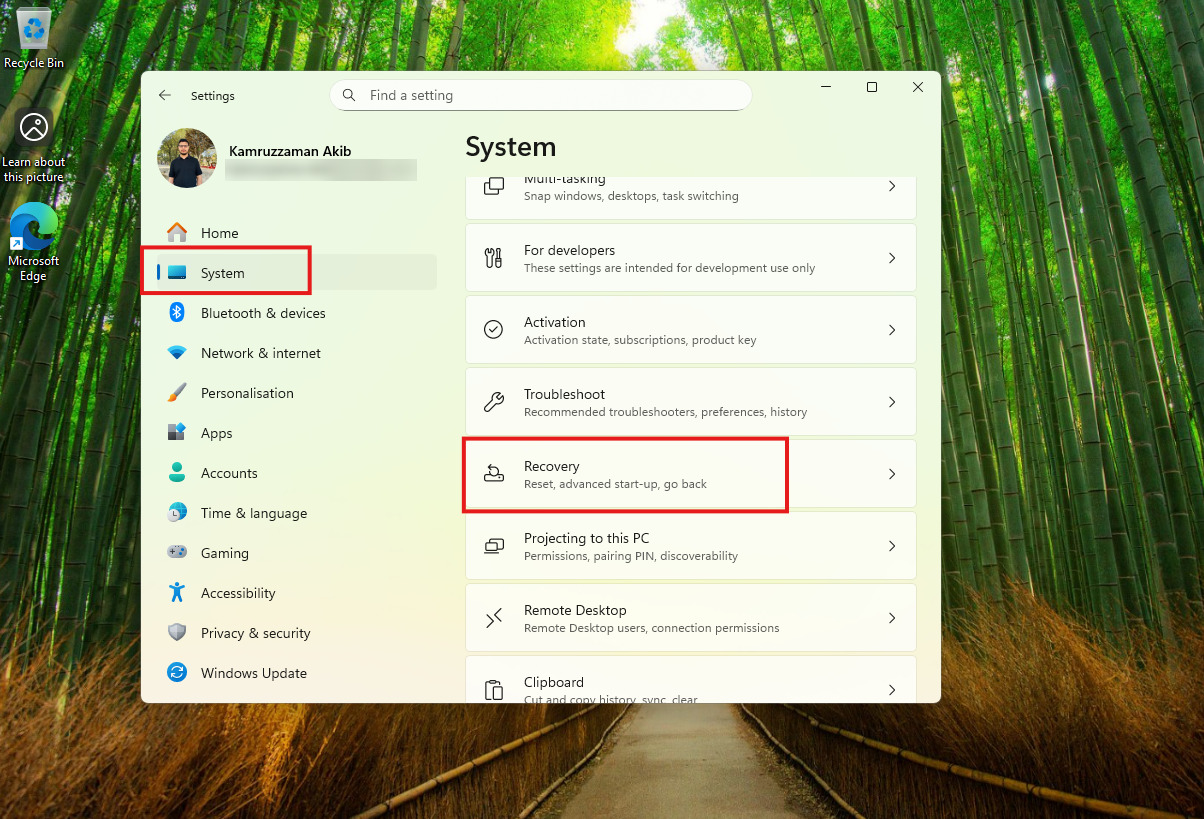 Recycle Bin
Learn about
this picture
Microsoft
Edge
Settings
Find a setting
Kamruzzaman Akib
Home
System
Bluetooth & devices
Network & internet
Personalisation
Apps
Accounts
Time & language
Gaming
Accessibility
Privacy & security
Windows Update
System
Multi-tasking
Snap windows, desktops, task switching
For developers
These settings are intended for development use only
Activation
Activation state, subscriptions, product key
Troubleshoot
Recommended troubleshooters, preferences, history
Recovery
Reset, advanced start-up, go back
Projecting to this PC
Permissions, pairing PIN, discoverability
Remote Desktop
Remote Desktop users, connection permissions
Clipboard
Cut and copy history, sync, clear